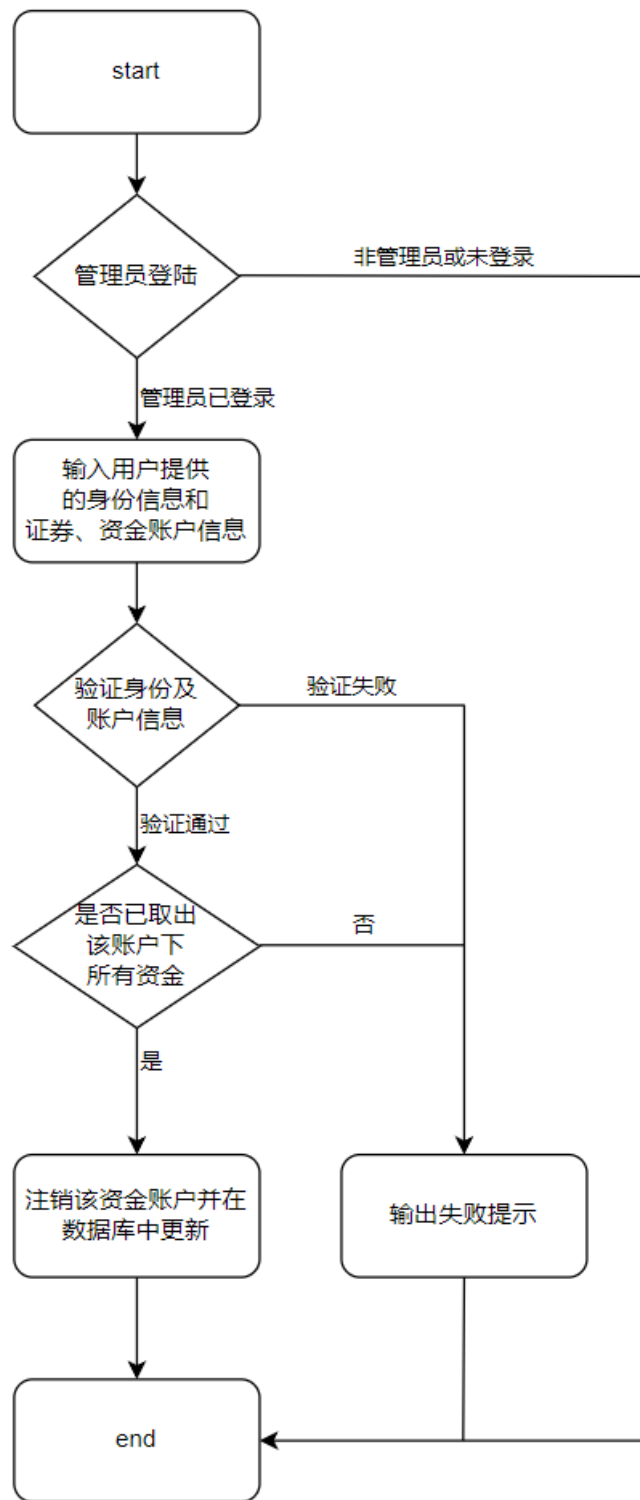 start
管理员登陆
非管理员或未登录
管理员已登录
输入用户提供
的身份信息和
证券、资金账户信息
验证身份及
账户信息
验证失败
验证通过
是否已取出
该账户下
所有资金
否
是
注销该资金账户并在
数据库中更新
输出失败提示
end